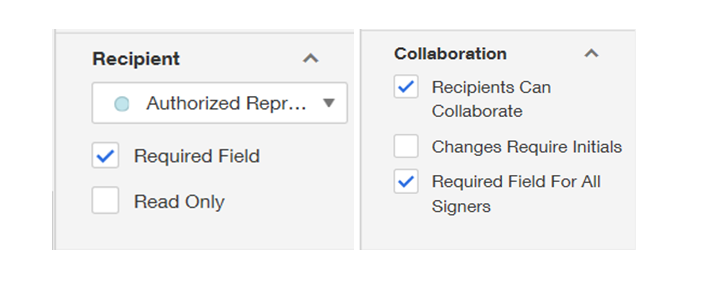 Recipient
Authorized Repr...
Required Field
Read Only
Collaboration
Recipients Can
Collaborate
Changes Require Initials
Required Field For All
Signers